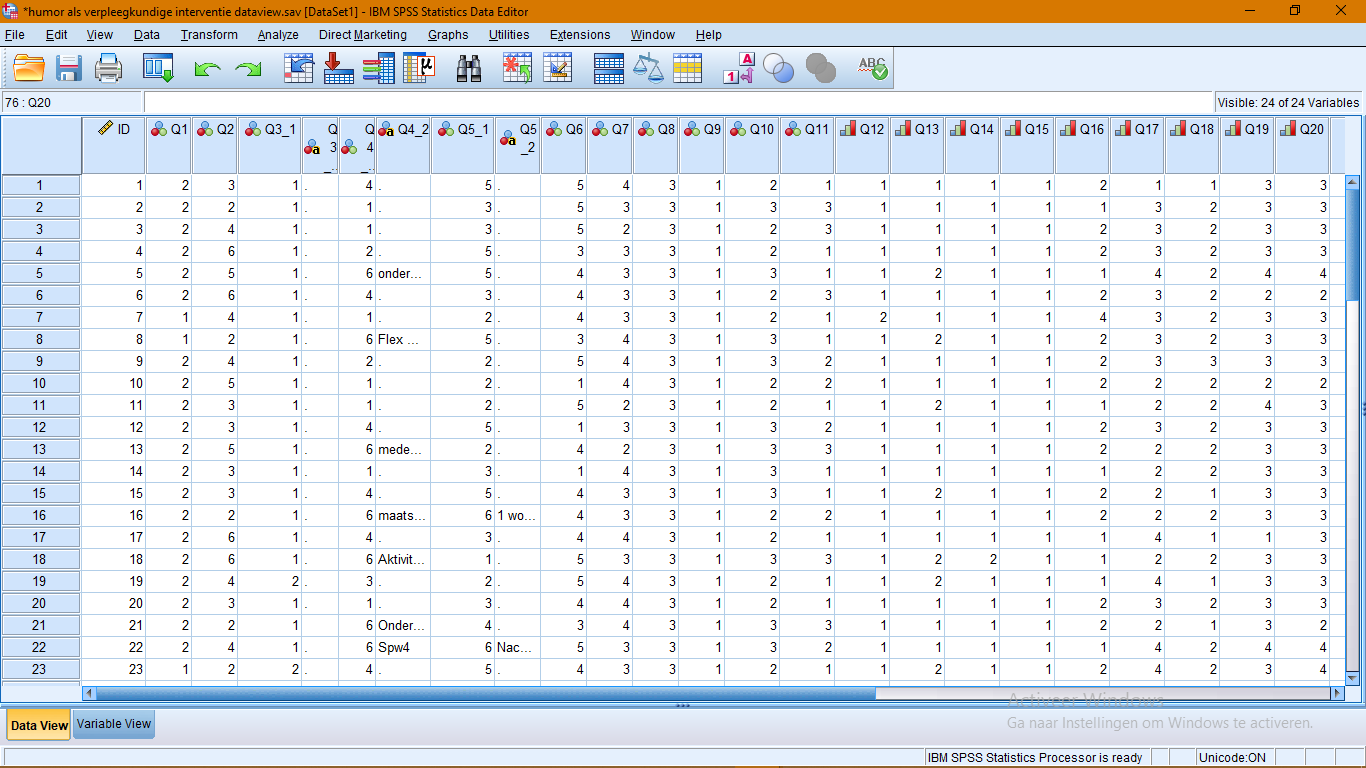 *humor als verpleegkundige interventie dataview.sav [DataSet1] - IBM SPSS Statistics Data Editor
File Edit View Data Transform Analyze Direct Marketing Graphs Utilities Extensions Window Help
1 A ABC
76 : Q20 Visible: 24 of 24 Variables
ID Q1 Q2 Q3_1 Q3_.. Q4_.. Q4_2 Q5_1 Q5_2 Q6 Q7 Q8 Q9 Q10 Q11 Q12 Q13 Q14 Q15 Q16 Q17 Q18 Q19 Q20
1 1 2 3 1 . 4 . 5 . 5 4 3 1 2 1 1 1 1 1 2 1 1 3 3
2 2 2 2 1 . 1 . 3 . 5 3 3 1 3 3 1 1 1 1 1 3 2 3 3
3 3 2 4 1 . 1 . 3 . 5 2 3 1 2 3 1 1 1 1 2 3 2 3 3
4 4 2 6 1 . 2 . 5 . 3 3 3 1 2 1 1 1 1 1 2 3 2 3 3
5 5 2 5 1 . 6 onder... 5 . 4 3 3 1 3 1 1 2 1 1 1 4 2 4 4
6 6 2 6 1 . 4 . 3 . 4 3 3 1 2 3 1 1 1 1 2 3 2 2 2
7 7 1 4 1 . 1 . 2 . 4 3 3 1 2 1 2 1 1 1 4 3 2 3 3
8 8 1 2 1 . 6 Flex ... 5 . 3 4 3 1 3 1 1 2 1 1 2 3 2 3 3
9 9 2 4 1 . 2 . 2 . 5 4 3 1 3 2 1 1 1 1 2 3 3 3 3
10 10 2 5 1 . 1 . 2 . 1 4 3 1 2 2 1 1 1 1 2 2 2 2 2
11 11 2 3 1 . 1 . 2 . 5 2 3 1 2 1 1 2 1 1 1 2 2 4 3
12 12 2 3 1 . 4 . 5 . 1 3 3 1 3 2 1 1 1 1 2 3 2 3 3
13 13 2 5 1 . 6 mede... 2 . 4 2 3 1 3 3 1 1 1 1 2 2 2 3 3
14 14 2 3 1 . 1 . 3 . 1 4 3 1 3 1 1 1 1 1 1 2 2 3 3
15 15 2 3 1 . 4 . 5 . 4 3 3 1 3 1 1 2 1 1 2 2 1 3 3
16 16 2 2 1 . 6 maats... 6 1 wo... 4 3 3 1 2 2 1 1 1 1 2 2 2 3 3
17 17 2 6 1 . 4 . 3 . 4 4 3 1 2 1 1 1 1 1 1 4 1 1 3
18 18 2 6 1 . 6 Aktivit... 1 . 5 3 3 1 3 3 1 2 2 1 1 2 2 3 3
19 19 2 4 2 . 3 . 2 . 5 4 3 1 2 1 1 2 1 1 1 4 1 3 3
20 20 2 3 1 . 1 . 3 . 4 4 3 1 2 1 1 1 1 1 2 3 2 3 3
21 21 2 2 1 6 Onder... 4 . 3 4 3 1 3 3 1 1 1 1 2 2 1 3 2
22 22 2 4 1 . 6 Spw4 6 Nac... 5 3 3 1 3 2 1 1 1 1 1 4 2 4 4
23 23 1 2 2 . 4 . 5 . 4 3 3 1 2 1 1 2 1 1 2 4 2 3 4
Activeer Windows
Data View Variable View Ga naar Instellingen om Windows te activeren.
IBM SPSS Statistics Processor is ready Unicode:ON